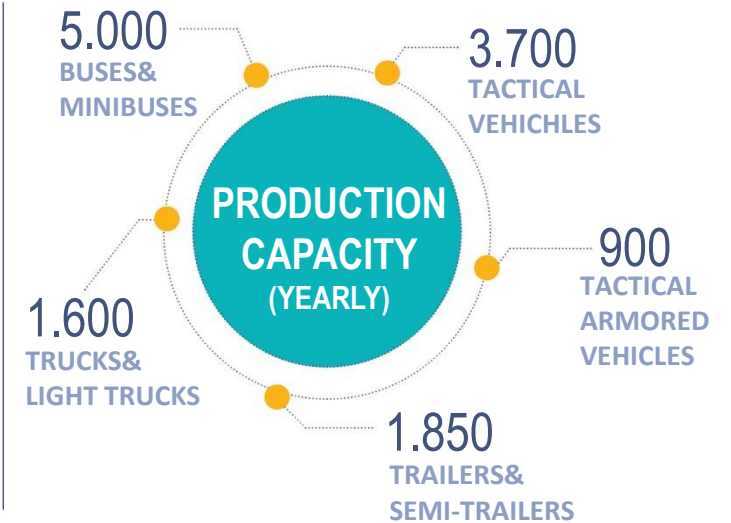 5.000
BUSES&
MINIBUSES
3.700
TACTICAL
VEHICHLES
PRODUCTION
CAPACITY
(YEARLY)
900
TACTICAL
ARMORED
VEHICLES
1.600
TRUCKS&
LIGHT TRUCKS
1.850
TRAILERS&
SEMI-TRAILERS